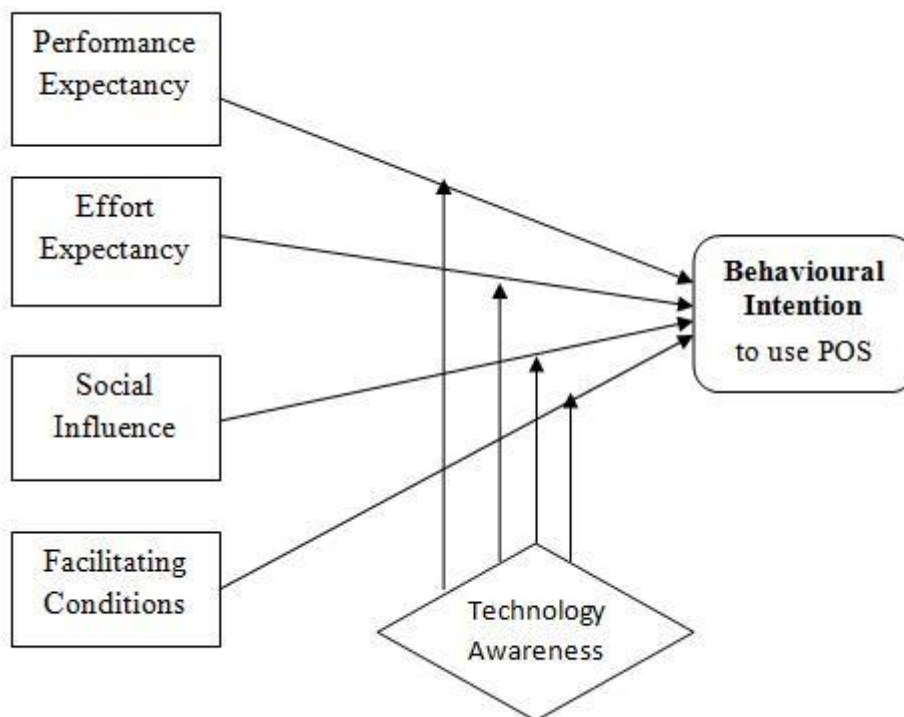 Performance
Expectancy
Effort
Expectancy
Behavioural
Intention
to use POS
Social
Influence
Facilitating
Conditions
Technology
Awareness